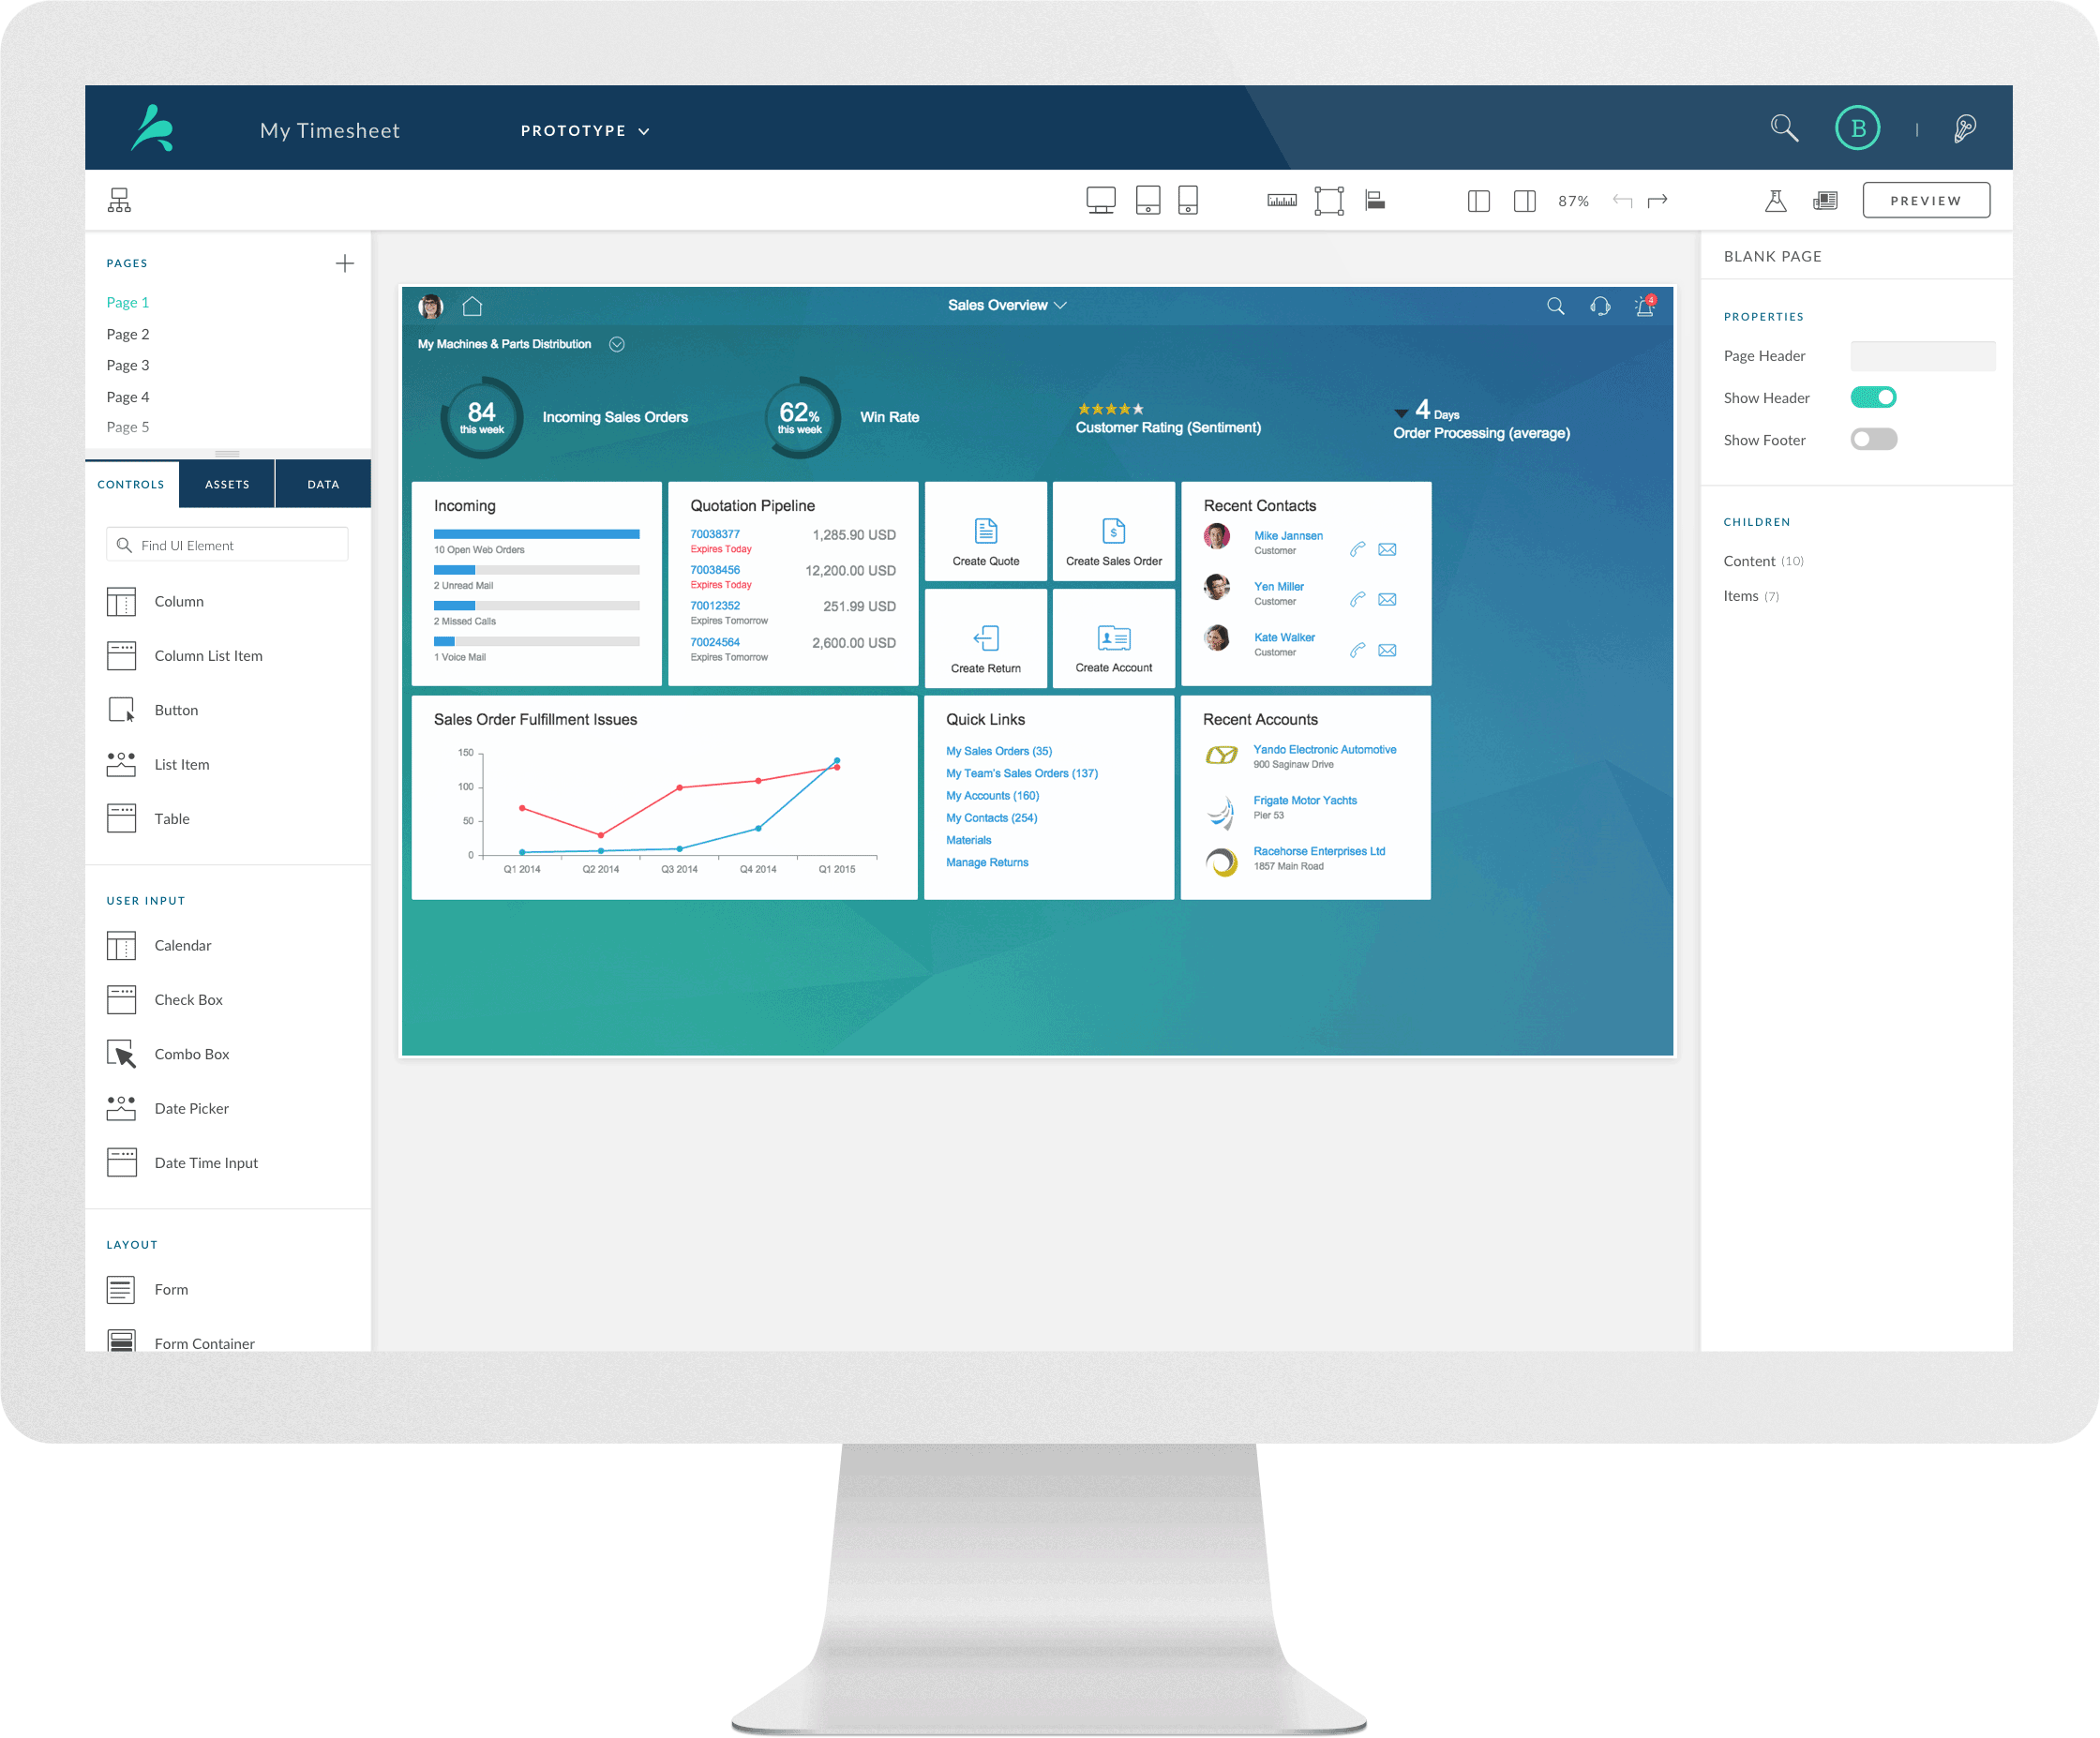 My Timesheet
PROTOTYPE
B
87%
PREVIEW
PAGES
Page 1
Page 2
Page 3
Page 4
Page 5
CONTROLS
ASSETS
DATA
Find UI Element
Column
Column List Item
Button
List Item
Table
USER INPUT
Calendar
Check Box
Combo Box
Date Picker
Date Time Input
LAYOUT
Form
Form Container
Sales Overview
4
My Machines & Parts Distribution
84
this week
Incoming Sales Orders
62%
this week
Win Rate
Customer Rating (Sentiment)
4 Days
Order Processing (average)
Incoming
10 Open Web Orders
2 Unread Mail
2 Missed Calls
1 Voice Mail
Quotation Pipeline
70038377 1,285.90 USD
Expires Today
70038456 12,200.00 USD
Expires Today
70012352 251.99 USD
Expires Tomorrow
70024564 2,600.00 USD
Expires Tomorrow
Create Quote
$
Create Sales Order
Create Return
Create Account
Recent Contacts
Mike Jannsen
Customer
Yen Miller
Customer
Kate Walker
Customer
Sales Order Fulfillment Issues
150
100
50
0
Q1 2014 Q2 2014 Q3 2014 Q4 2014 Q1 2015
Quick Links
My Sales Orders (35)
My Team's Sales Orders (137)
My Accounts (160)
My Contacts (254)
Materials
Manage Returns
Recent Accounts
Yando Electronic Automotive
900 Saginaw Drive
Frigate Motor Yachts
Pier 53
Racehorse Enterprises Ltd
1857 Main Road
BLANK PAGE
PROPERTIES
Page Header
Show Header
Show Footer
CHILDREN
Content (10)
Items (7)